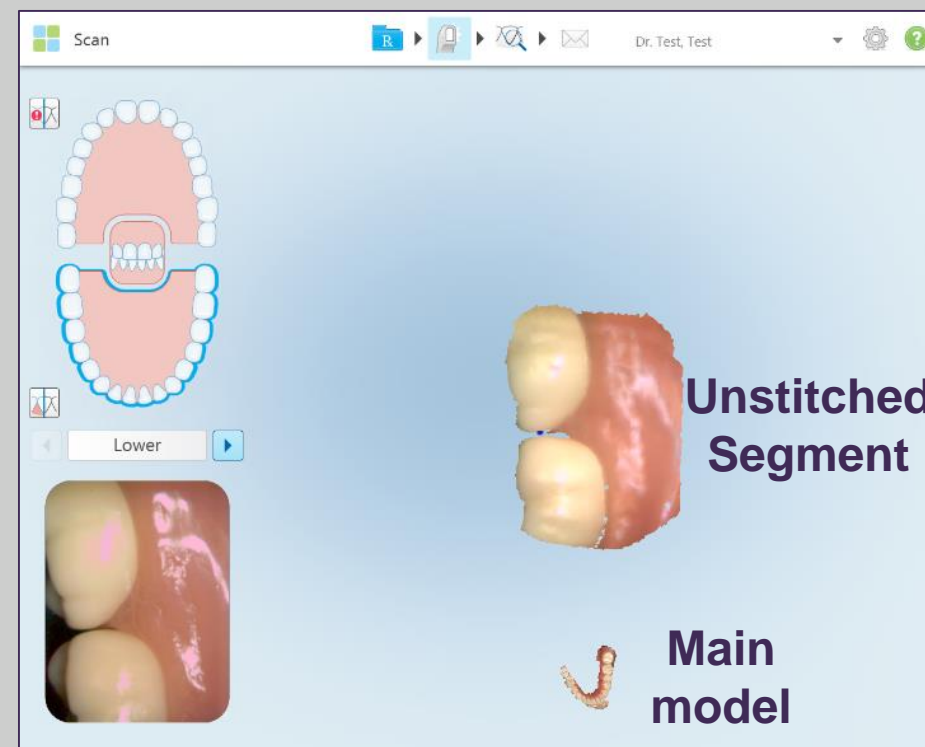 Scan
R
Dr. Test, Test
?
Lower
Unstitched
Segment
Main
model